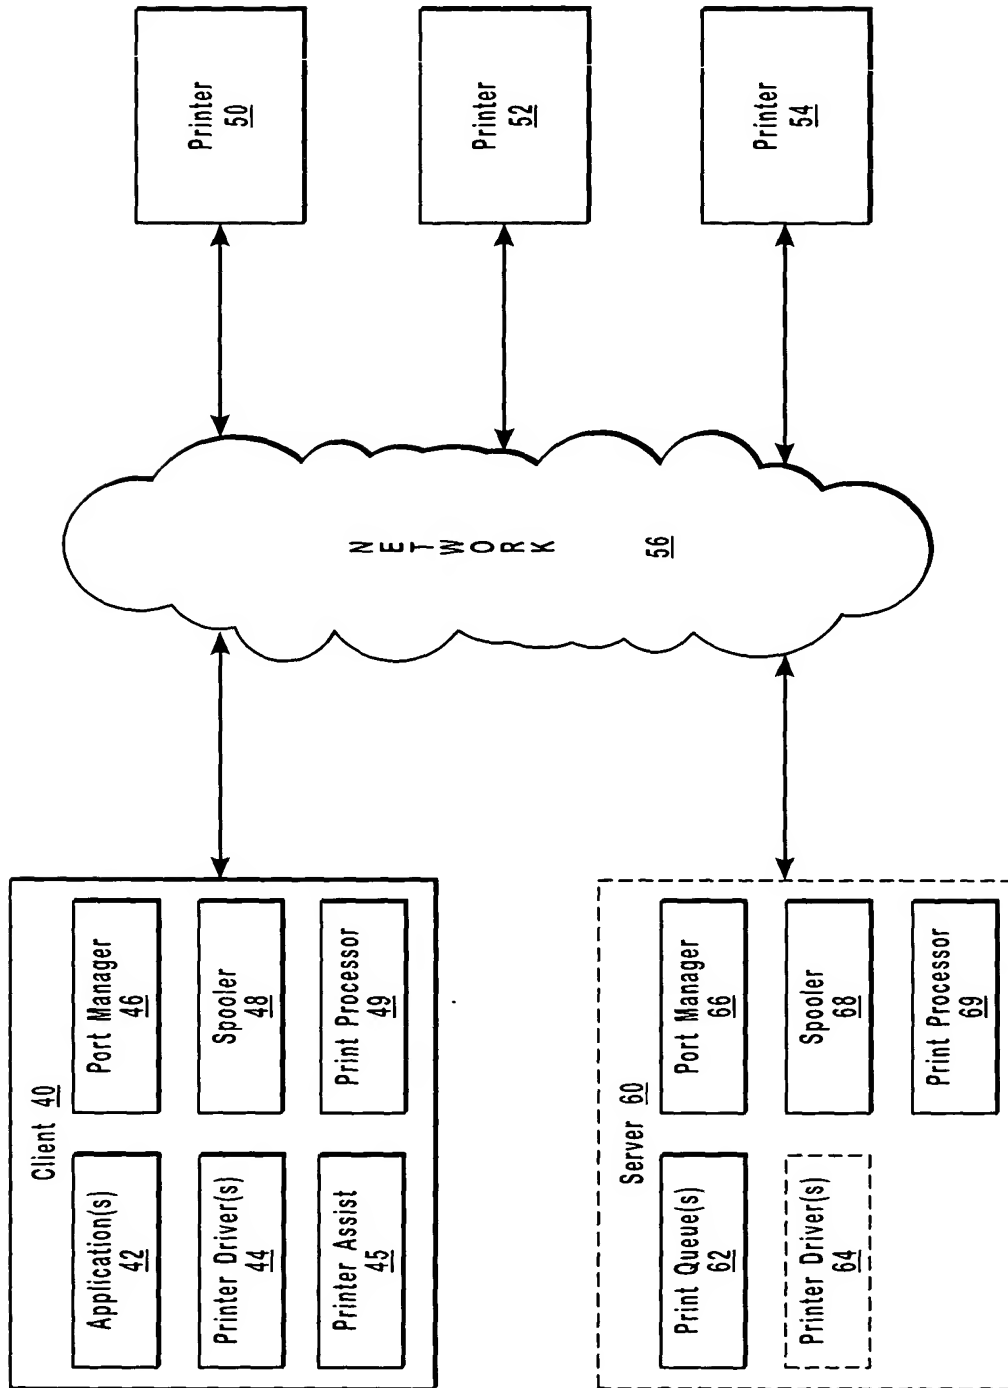 Client 40
Application(s)
42
Port Manager
46
Printer Driver(s)
44
Spooler
48
Printer Assist
45
Print Processor
49
Server 60
Print Queue(s)
62
Port Manager
66
Printer Driver(s)
64
Spooler
68
Print Processor
69
NETWORK
56
Printer
50
Printer
52
Printer
54